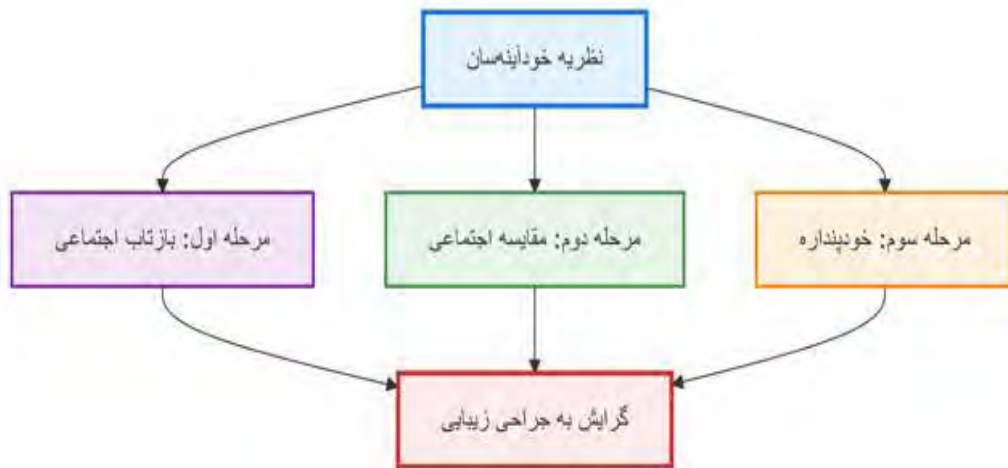 نظریه خودآینه‌سان
مرحله اول: بازتاب اجتماعی
مرحله دوم: مقایسه اجتماعی
مرحله سوم: خودپنداره
گرایش به جراحی زیبایی